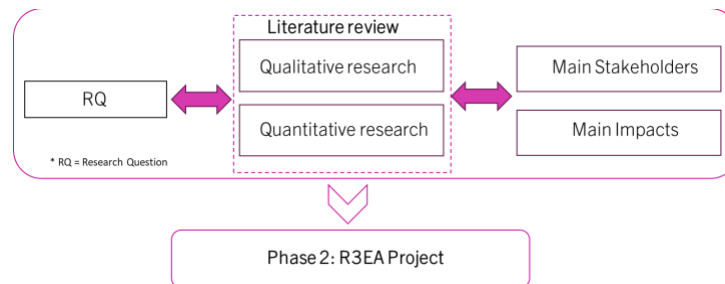 Literature review
Qualitative research
Main Stakeholders
RQ
Quantitative research
Main Impacts
* RQ = Research Question
Phase 2: R3EA Project